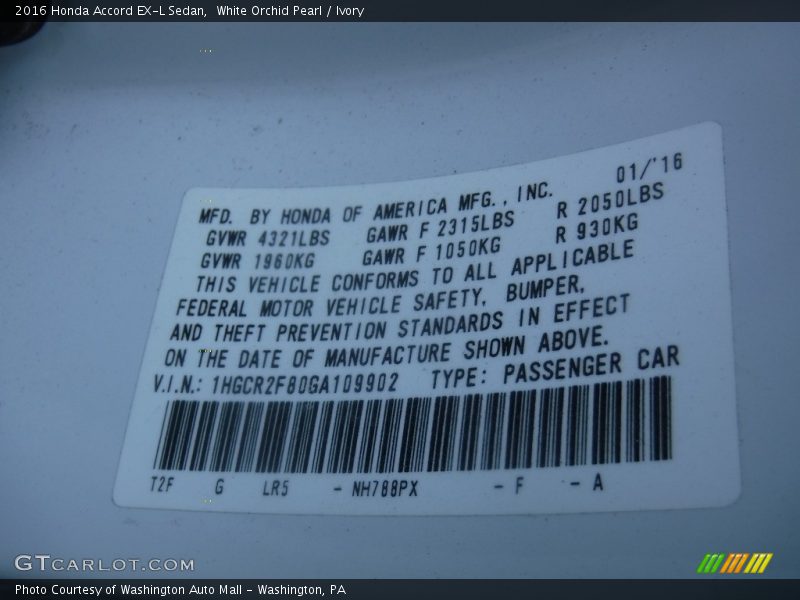 2016 Honda Accord EX-L Sedan,  White Orchid Pearl / Ivory
01/'16
MFD. BY HONDA OF AMERICA MFG., INC.
GVWR 4321LBS GAWR F 2315LBS R 2050LBS
GVWR 1960KG GAWR F 1050KG R 930KG
THIS VEHICLE CONFORMS TO ALL APPLICABLE
FEDERAL MOTOR VEHICLE SAFETY, BUMPER,
AND THEFT PREVENTION STANDARDS IN EFFECT
ON THE DATE OF MANUFACTURE SHOWN ABOVE.
V.I.N.: 1HGCR2F80GA109902 TYPE: PASSENGER CAR
T2F G LR5 - NH788PX - F - A
GTCARLOT.COM
Photo Courtesy of Washington Auto Mall - Washington, PA